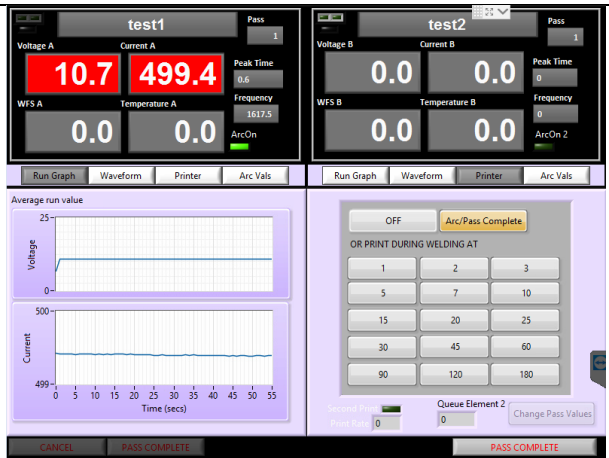 test1
Pass
1
Voltage A
Current A
10.7
499.4
Peak Time
0.6
WFS A
Temperature A
Frequency
1617.5
0.0
0.0
ArcOn
Run Graph
Waveform
Printer
Arc Vals
Average run value
25-
Voltage
0-
500-
Current
499-
0 5 10 15 20 25 30 35 40 45 50 55
Time (secs)
CANCEL
PASS COMPLETE
test2
Pass
1
Voltage B
Current B
0.0
0.0
Peak Time
0
WFS B
Temperature B
Frequency
0
0.0
0.0
ArcOn 2
Run Graph
Waveform
Printer
Arc Vals
OFF
Arc/Pass Complete
OR PRINT DURING WELDING AT
1 2 3
5 7 10
15 20 25
30 45 60
90 120 180
Second Print
Print Rate 0
Queue Element 2
0
Change Pass Values
PASS COMPLETE